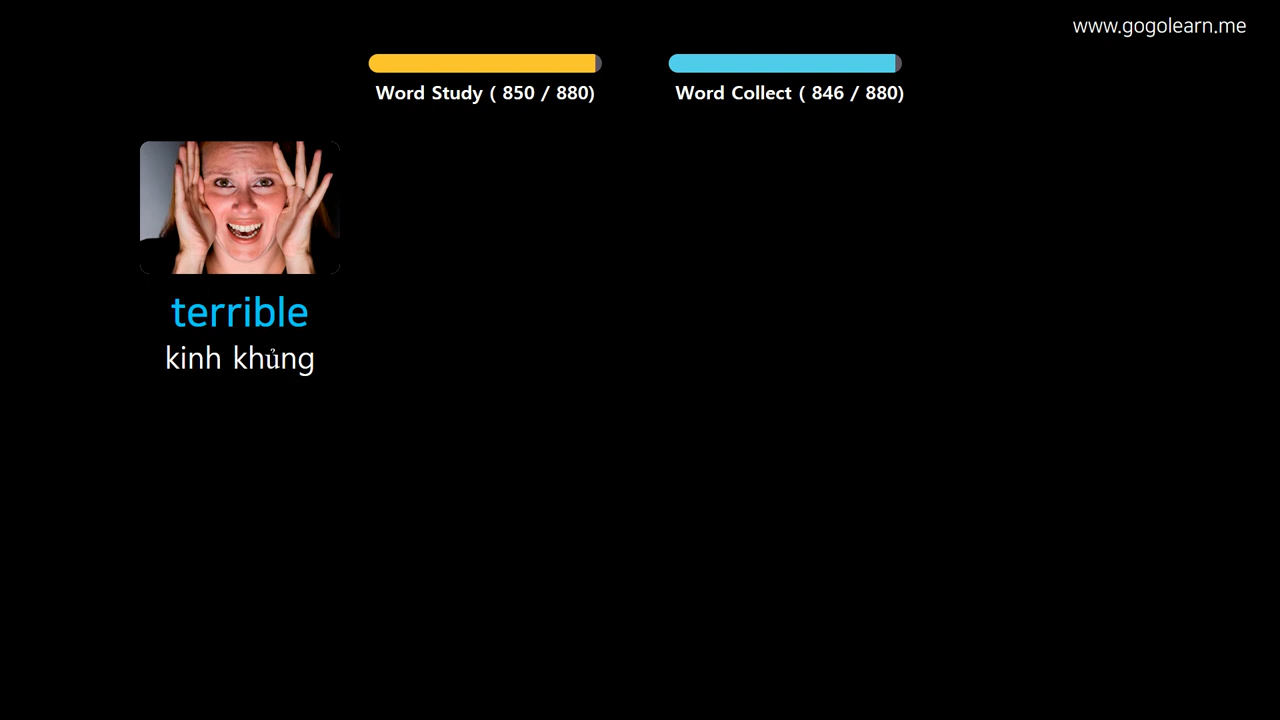 www.gogolearn.me
Word Study ( 850 / 880)
Word Collect ( 846 / 880)
terrible
kinh khủng